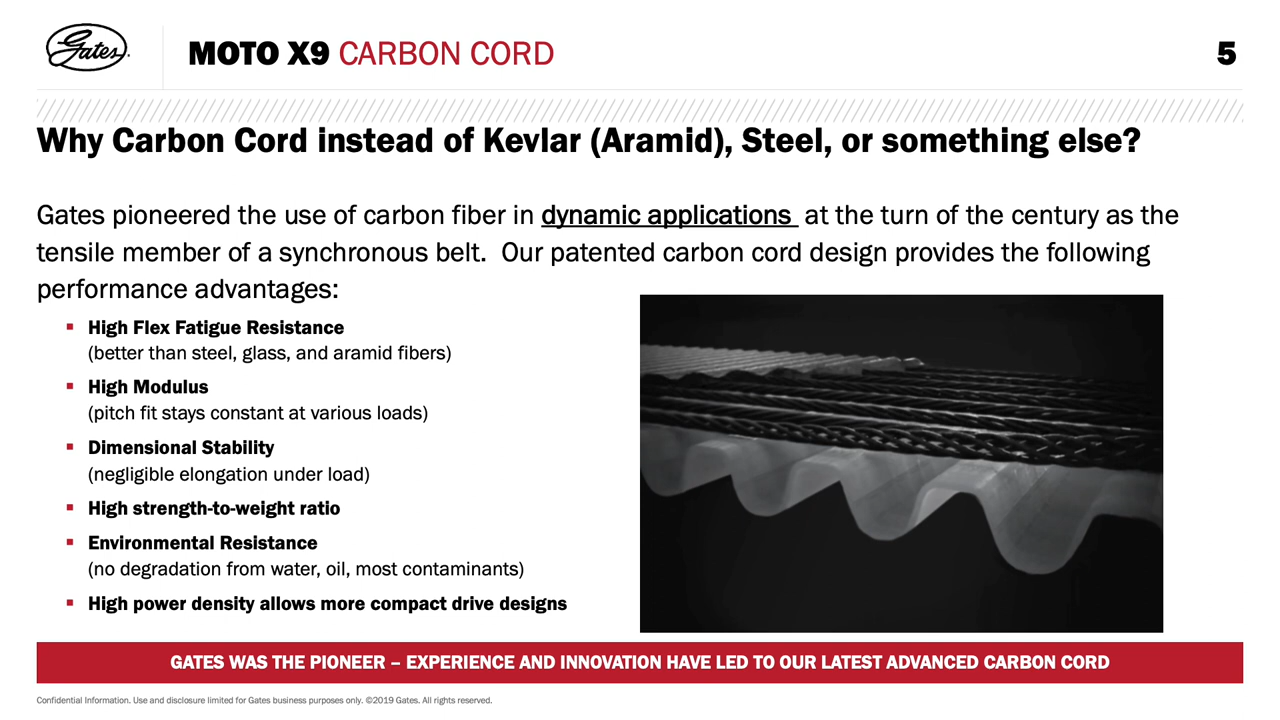 Gates
MOTO X9 CARBON CORD
5
Why Carbon Cord instead of Kevlar (Aramid), Steel, or something else?
Gates pioneered the use of carbon fiber in dynamic applications at the turn of the century as the
tensile member of a synchronous belt. Our patented carbon cord design provides the following
performance advantages:
▪ High Flex Fatigue Resistance
(better than steel, glass, and aramid fibers)
▪ High Modulus
(pitch fit stays constant at various loads)
▪ Dimensional Stability
(negligible elongation under load)
▪ High strength-to-weight ratio
▪ Environmental Resistance
(no degradation from water, oil, most contaminants)
▪ High power density allows more compact drive designs
GATES WAS THE PIONEER – EXPERIENCE AND INNOVATION HAVE LED TO OUR LATEST ADVANCED CARBON CORD
Confidential Information. Use and disclosure limited for Gates business purposes only. ©2019 Gates. All rights reserved.